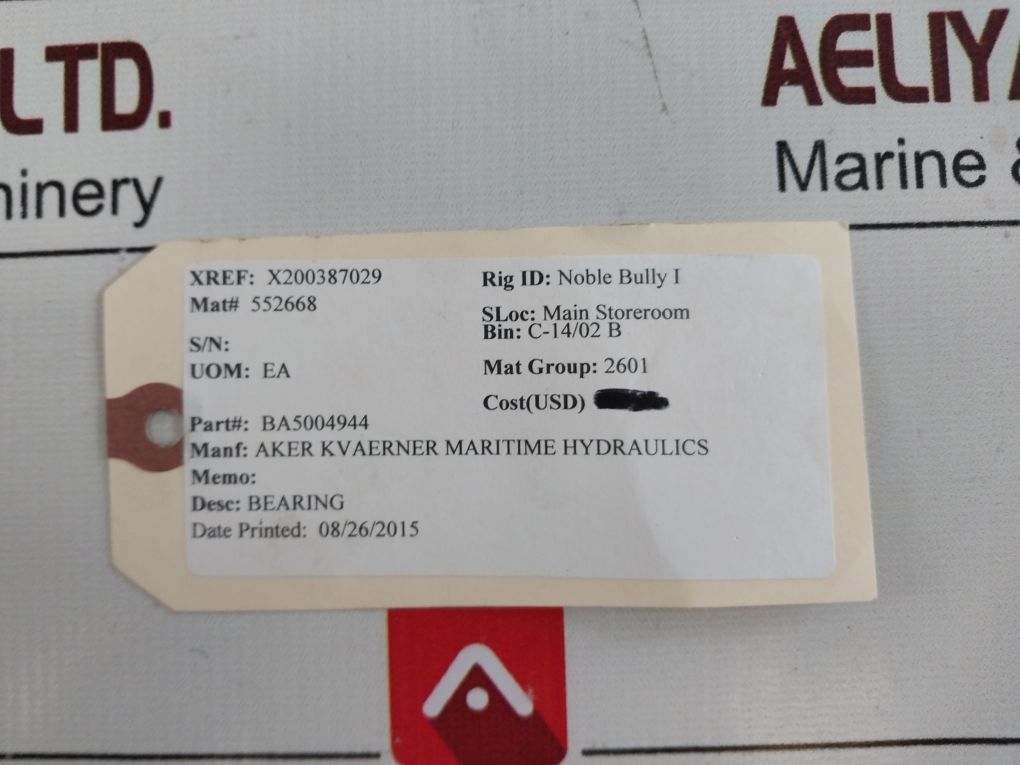 LTD.
AELIYA
hinery
Marine &
XREF: X200387029
Rig ID: Noble Bully I
Mat# 552668
SLoc: Main Storeroom
Bin: C-14/02 B
S/N:
UOM: EA
Mat Group: 2601
Cost(USD)
Part#: BA5004944
Manf: AKER KVAERNER MARITIME HYDRAULICS
Memo:
Desc: BEARING
Date Printed: 08/26/2015